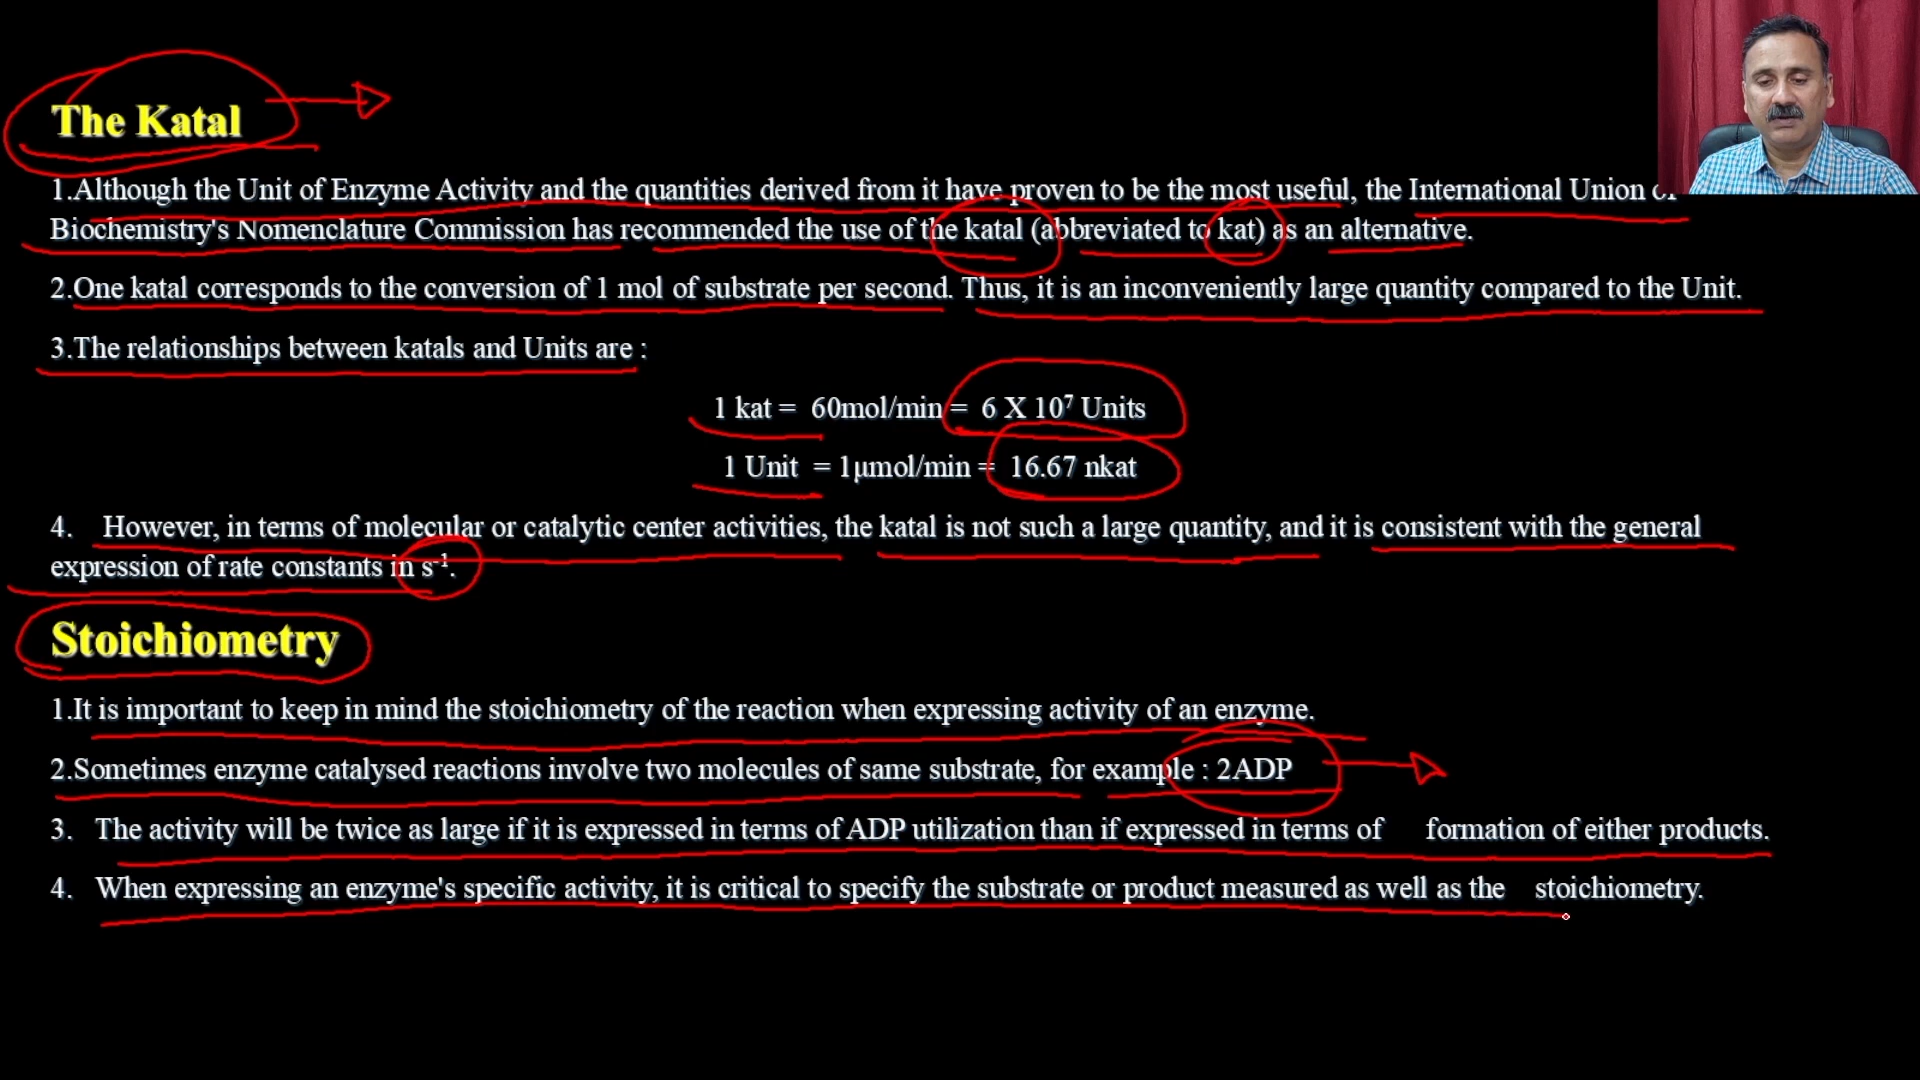 The Katal
1.Although the Unit of Enzyme Activity and the quantities derived from it have proven to be the most useful, the International Union of
Biochemistry's Nomenclature Commission has recommended the use of the katal (abbreviated to kat) as an alternative.
2.One katal corresponds to the conversion of 1 mol of substrate per second. Thus, it is an inconveniently large quantity compared to the Unit.
3.The relationships between katals and Units are :
1 kat = 60mol/min = 6 X 10⁷ Units
1 Unit = 1μmol/min = 16.67 nkat
4. However, in terms of molecular or catalytic center activities, the katal is not such a large quantity, and it is consistent with the general
expression of rate constants in s⁻¹.
Stoichiometry
1.It is important to keep in mind the stoichiometry of the reaction when expressing activity of an enzyme.
2.Sometimes enzyme catalysed reactions involve two molecules of same substrate, for example : 2ADP
3. The activity will be twice as large if it is expressed in terms of ADP utilization than if expressed in terms of formation of either products.
4. When expressing an enzyme's specific activity, it is critical to specify the substrate or product measured as well as the stoichiometry.